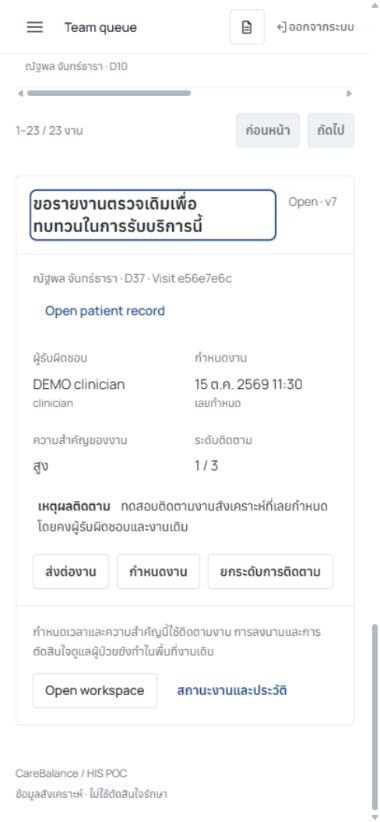 Team queue
ออกจากระบบ
ณัฐพล จันทร์ธารา · D10
1–23 / 23 งาน
ก่อนหน้า
ถัดไป
ขอรายงานตรวจเดิมเพื่อ
ทบทวนในการรับบริการนี้
Open · v7
ณัฐพล จันทร์ธารา · D37 · Visit e56e7e6c
Open patient record
ผู้รับผิดชอบ
กำหนดงาน
DEMO clinician
15 ต.ค. 2569 11:30
clinician
เลยกำหนด
ความสำคัญของงาน
ระดับติดตาม
สูง
1 / 3
เหตุผลติดตาม ทดสอบติดตามงานสังเคราะห์ที่เลยกำหนด
โดยคงผู้รับผิดชอบและงานเดิม
ส่งต่องาน
กำหนดงาน
ยกระดับการติดตาม
กำหนดเวลาและความสำคัญนี้ใช้ติดตามงาน การลงนามและการ
ตัดสินใจดูแลผู้ป่วยยังทำในพื้นที่งานเดิม
Open workspace
สถานะงานและประวัติ
CareBalance / HIS POC
ข้อมูลสังเคราะห์ · ไม่ใช้ตัดสินใจรักษา